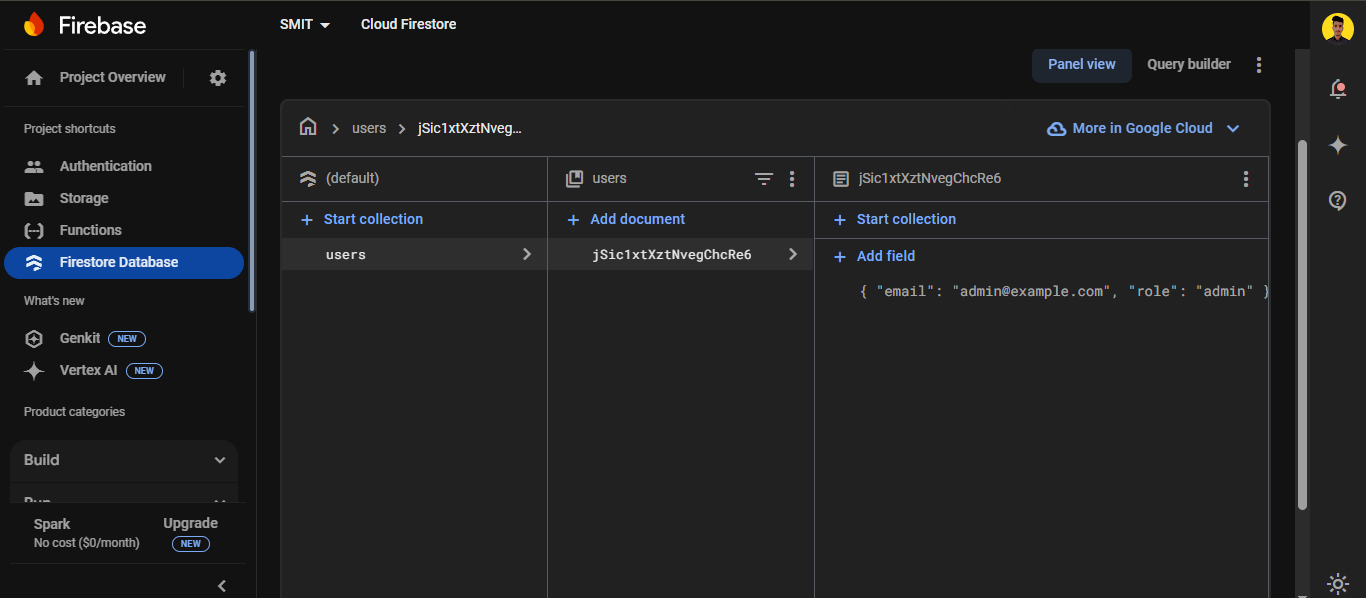 Firebase
SMIT
Cloud Firestore
Project Overview
Project shortcuts
Authentication
Storage
Functions
Firestore Database
What's new
Genkit NEW
Vertex AI NEW
Product categories
Build
Run
Spark
No cost ($0/month)
Upgrade
NEW
Panel view
Query builder
users
jSic1xtXztNveg...
More in Google Cloud
(default)
Start collection
users
users
Add document
jSic1xtXztNvegChcRe6
jSic1xtXztNvegChcRe6
Start collection
Add field
{ "email": "admin@example.com", "role": "admin" }